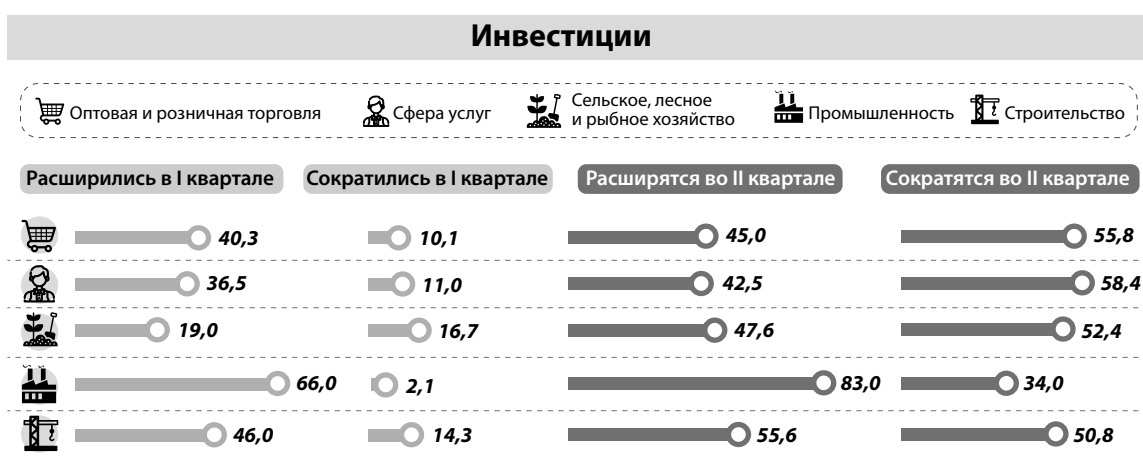 Инвестиции
Оптовая и розничная торговля
Сфера услуг
Сельское, лесное
и рыбное хозяйство
Промышленность
Строительство
Расширились в I квартале
Сократились в I квартале
Расширятся во II квартале
Сократятся во II квартале
40,3 10,1 45,0 55,8
36,5 11,0 42,5 58,4
19,0 16,7 47,6 52,4
66,0 2,1 83,0 34,0
46,0 14,3 55,6 50,8